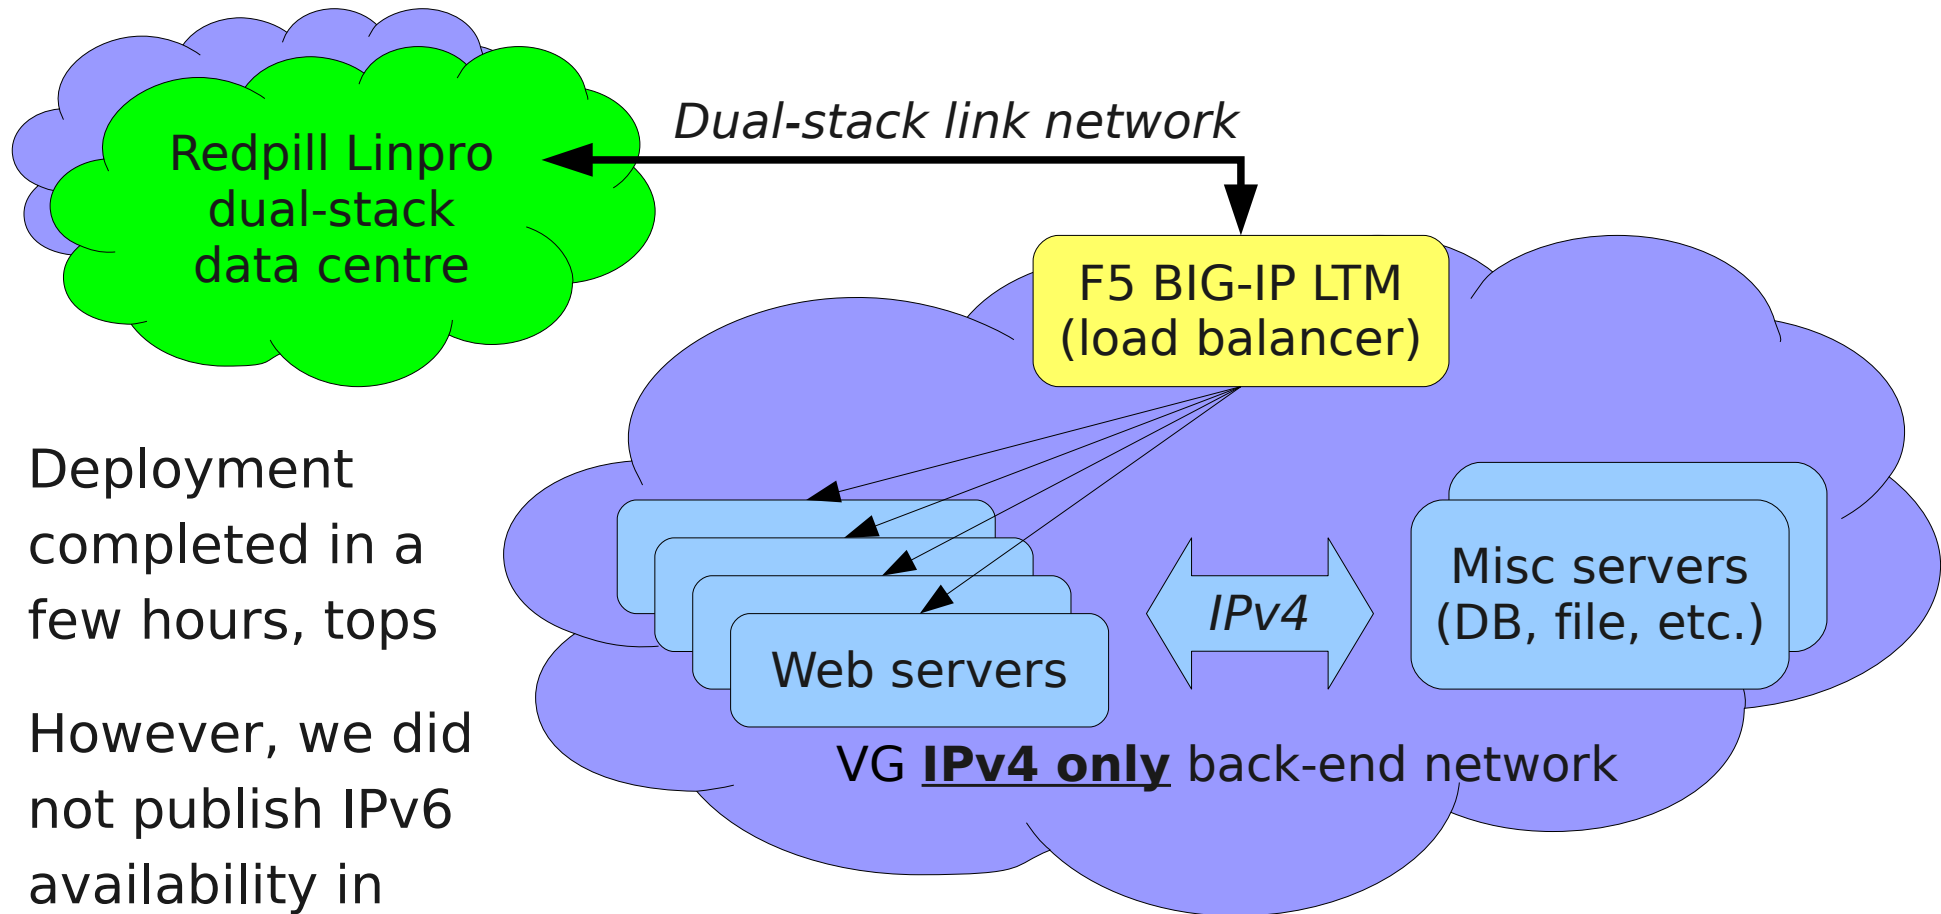 Redpill Linpro
dual-stack
data centre
Dual-stack link network
F5 BIG-IP LTM
(load balancer)
Deployment
completed in a
few hours, tops
However, we did
not publish IPv6
availability in
Web servers
IPv4
Misc servers
(DB, file, etc.)
VG IPv4 only back-end network